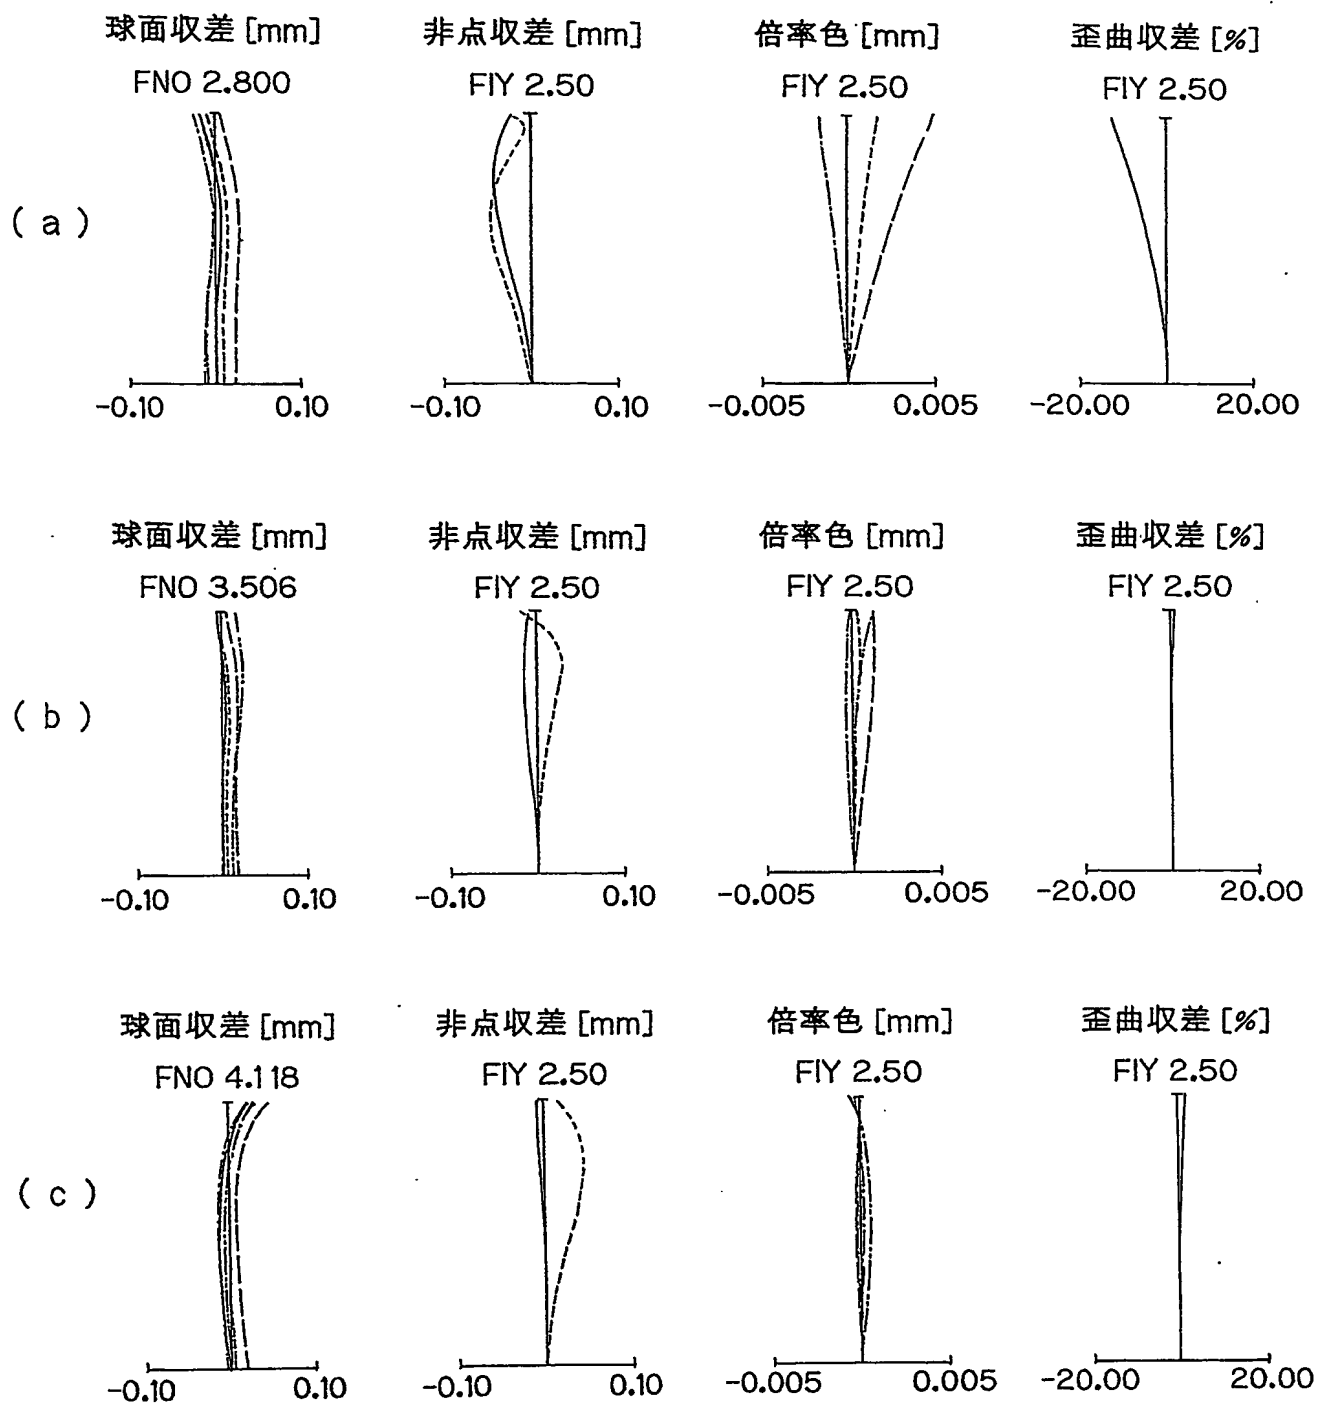 球面収差 [mm] 非点収差 [mm] 倍率色 [mm] 歪曲収差 [%]
FNO 2.800 FIY 2.50 FIY 2.50 FIY 2.50
( a )
-0.10 0.10 -0.10 0.10 -0.005 0.005 -20.00 20.00
球面収差 [mm] 非点収差 [mm] 倍率色 [mm] 歪曲収差 [%]
FNO 3.506 FIY 2.50 FIY 2.50 FIY 2.50
( b )
-0.10 0.10 -0.10 0.10 -0.005 0.005 -20.00 20.00
球面収差 [mm] 非点収差 [mm] 倍率色 [mm] 歪曲収差 [%]
FNO 4.118 FIY 2.50 FIY 2.50 FIY 2.50
( c )
-0.10 0.10 -0.10 0.10 -0.005 0.005 -20.00 20.00